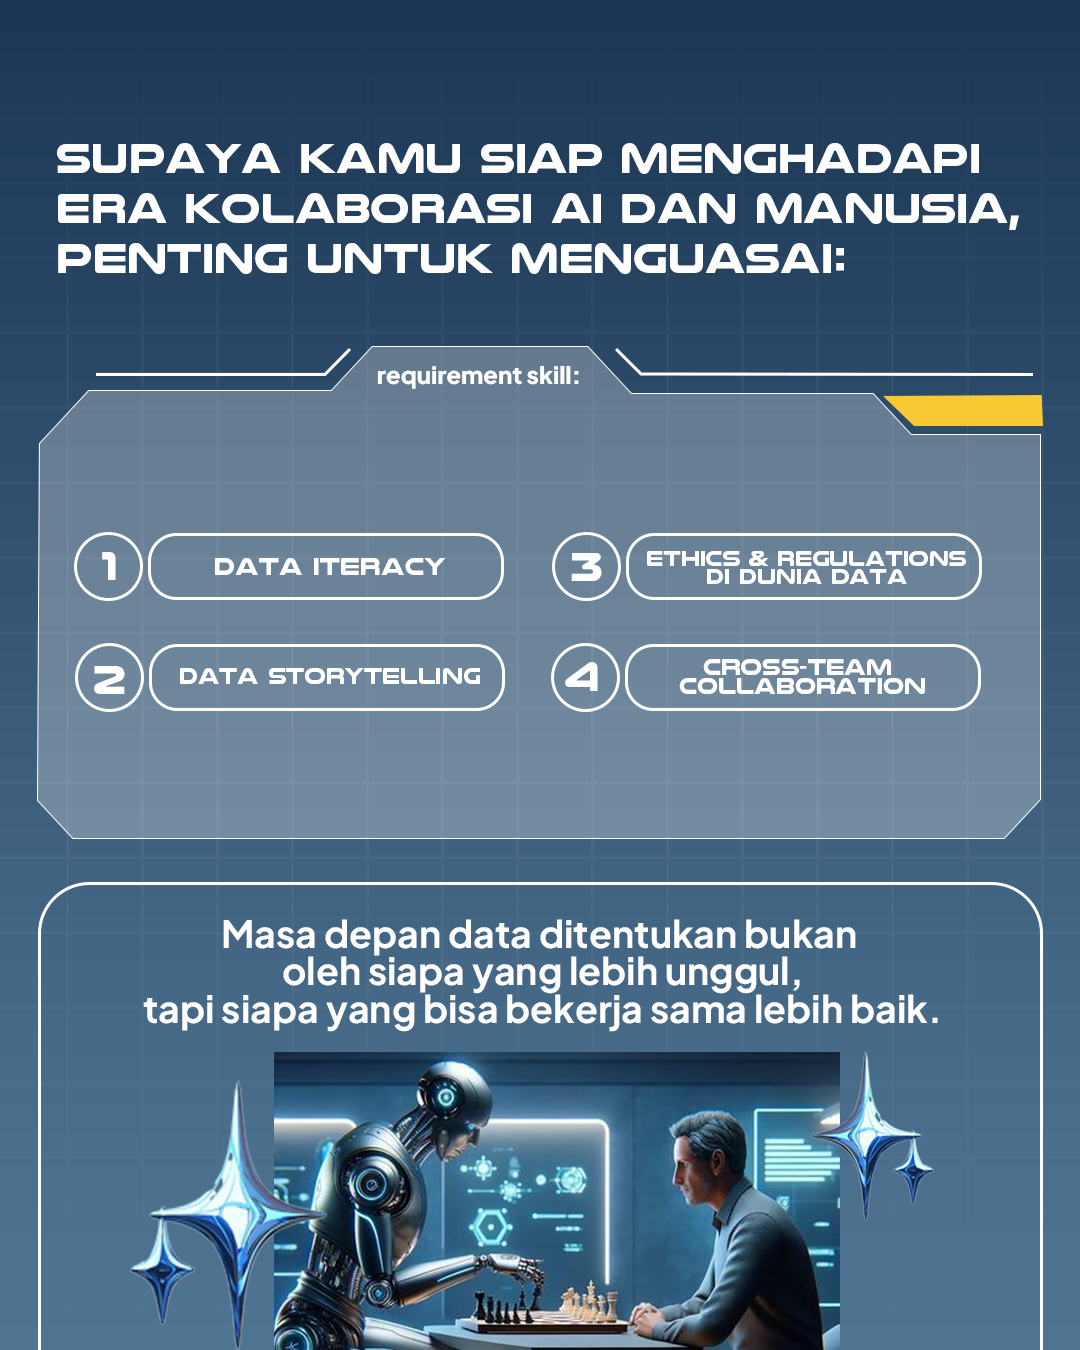 SUPAYA KAMU SIAP MENGHADAPI
ERA KOLABORASI AI DAN MANUSIA,
PENTING UNTUK MENGUASAI:
requirement skill:
1 DATA ITERACY
2 DATA STORYTELLING
3 ETHICS & REGULATIONS
DI DUNIA DATA
4 CROSS-TEAM
COLLABORATION
Masa depan data ditentukan bukan
oleh siapa yang lebih unggul,
tapi siapa yang bisa bekerja sama lebih baik.